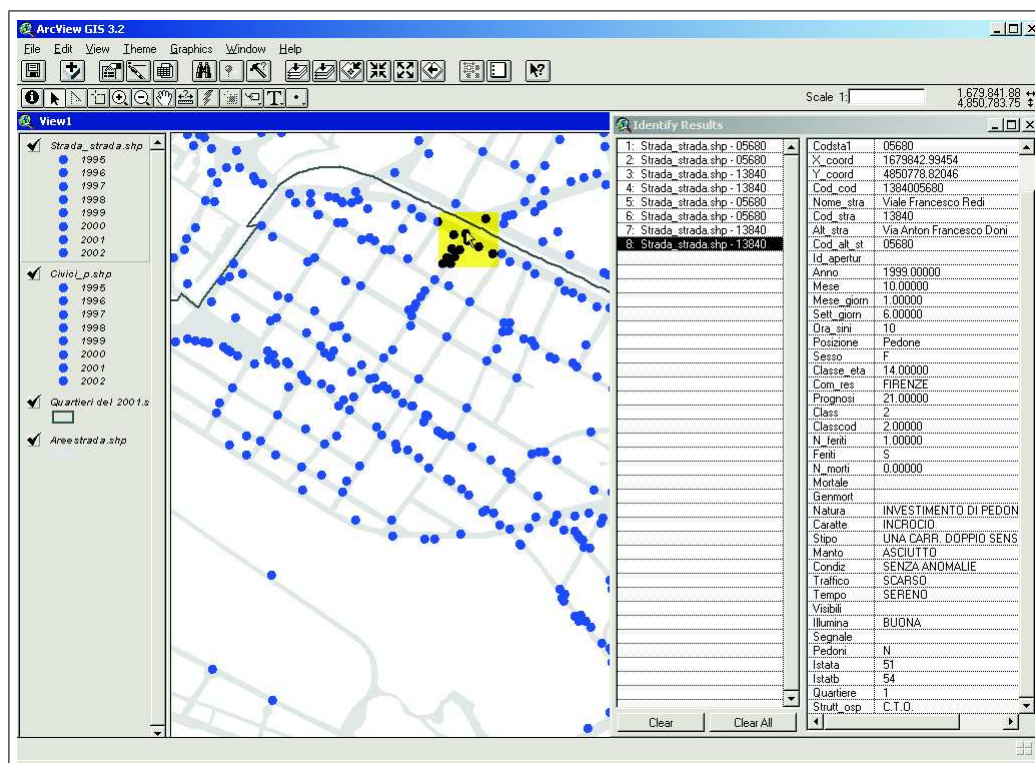 ArcView GIS 3.2
File Edit View Theme Graphics Window Help
Scale 1:
1,679,841.88
4,850,783.75
View1
Strada_strada.shp
1995
1996
1997
1998
1999
2000
2001
2002
Civici_p.shp
1995
1996
1997
1998
1999
2000
2001
2002
Quartieri del 2001.s
Aree strada.shp
Identify Results
1: Strada_strada.shp - 05680
2: Strada_strada.shp - 05680
3: Strada_strada.shp - 13840
4: Strada_strada.shp - 13840
5: Strada_strada.shp - 05680
6: Strada_strada.shp - 05680
7: Strada_strada.shp - 13840
8: Strada_strada.shp - 13840
Clear Clear All
Codsta1 05680
X_coord 1679842.99454
Y_coord 4850778.82046
Cod_cod 1384005680
Nome_stra Viale Francesco Redi
Cod_stra 13840
Alt_stra Via Anton Francesco Doni
Cod_alt_st 05680
Id_apertur
Anno 1999.00000
Mese 10.00000
Mese_giorn 1.00000
Sett_giorn 6.00000
Ora_sini 10
Posizione Pedone
Sesso F
Classe_eta 14.00000
Com_res FIRENZE
Prognosi 21.00000
Class 2
Classcod 2.00000
N_feriti 1.00000
Feriti S
N_morti 0.00000
Mortale
Genmort
Natura INVESTIMENTO DI PEDON
Caratte INCROCIO
Stipo UNA CARR. DOPPIO SENS
Manto ASCIUTTO
Condiz SENZA ANOMALIE
Traffico SCARSO
Tempo SERENO
Visibili
Illumina BUONA
Segnale
Pedoni N
Istata 51
Istatb 54
Quartiere 1
Strutt_osp C.T.O.